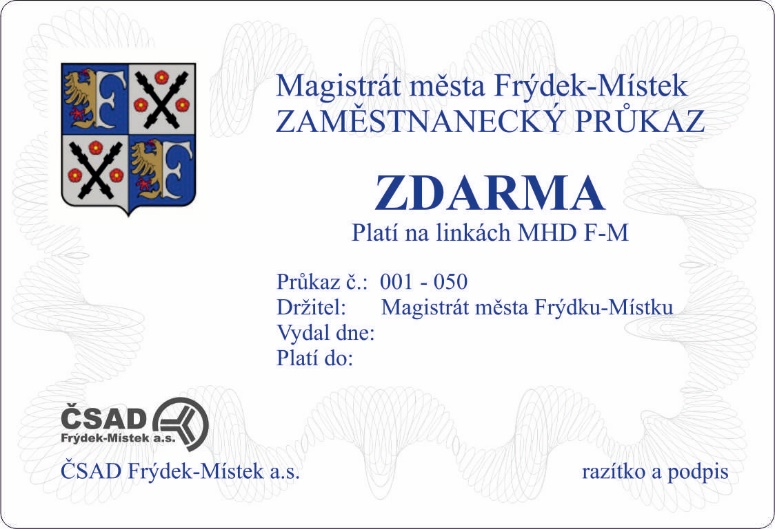 Magistrát města Frýdek-Místek
ZAMĚSTNANECKÝ PRŮKAZ
ZDARMA
Platí na linkách MHD F-M
Průkaz č.: 001 - 050
Držitel: Magistrát města Frýdku-Místku
Vydal dne:
Platí do:
ČSAD
Frýdek-Místek a.s.
ČSAD Frýdek-Místek a.s.
razítko a podpis